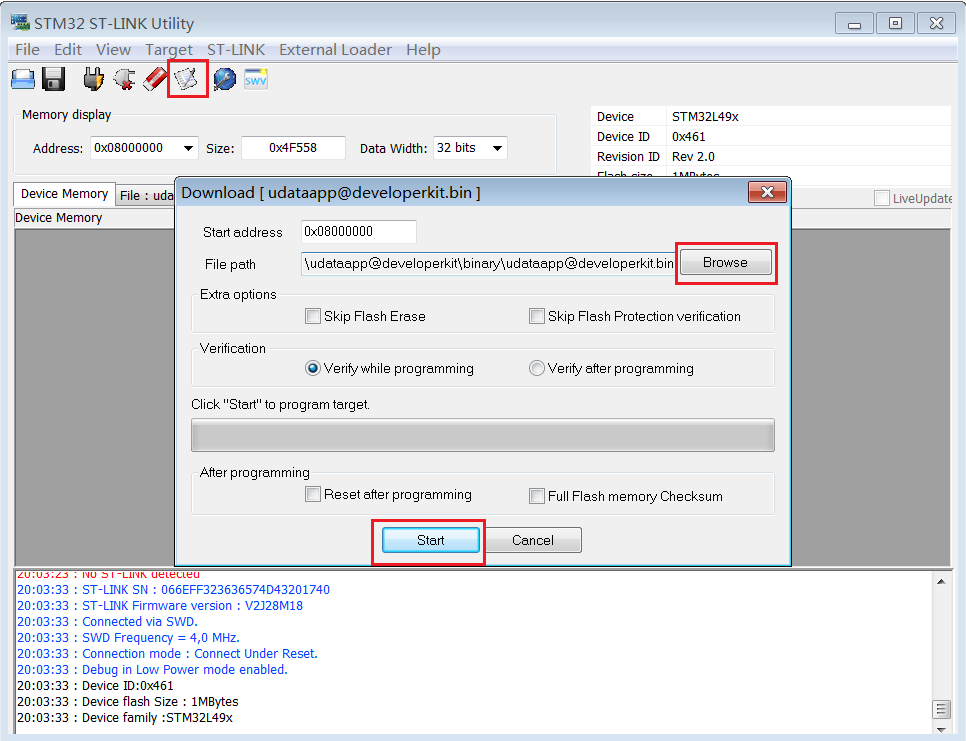 STM32 ST-LINK Utility
File Edit View Target ST-LINK External Loader Help
SWV
Memory display
Address: 0x08000000 Size: 0x4F558 Data Width: 32 bits
Device STM32L49x
Device ID 0x461
Revision ID Rev 2.0
Flash size 1MBytes
Device Memory File : uda
LiveUpdate
Device Memory
Download [ udataapp@developerkit.bin ]
Start address 0x08000000
File path \udataapp@developerkit\binary\udataapp@developerkit.bin Browse
Extra options
Skip Flash Erase Skip Flash Protection verification
Verification
Verify while programming Verify after programming
Click "Start" to program target.
After programming
Reset after programming Full Flash memory Checksum
Start Cancel
20:03:23 : No ST-LINK detected
20:03:33 : ST-LINK SN : 066EFF323636574D43201740
20:03:33 : ST-LINK Firmware version : V2J28M18
20:03:33 : Connected via SWD.
20:03:33 : SWD Frequency = 4,0 MHz.
20:03:33 : Connection mode : Connect Under Reset.
20:03:33 : Debug in Low Power mode enabled.
20:03:33 : Device ID:0x461
20:03:33 : Device flash Size : 1MBytes
20:03:33 : Device family :STM32L49x